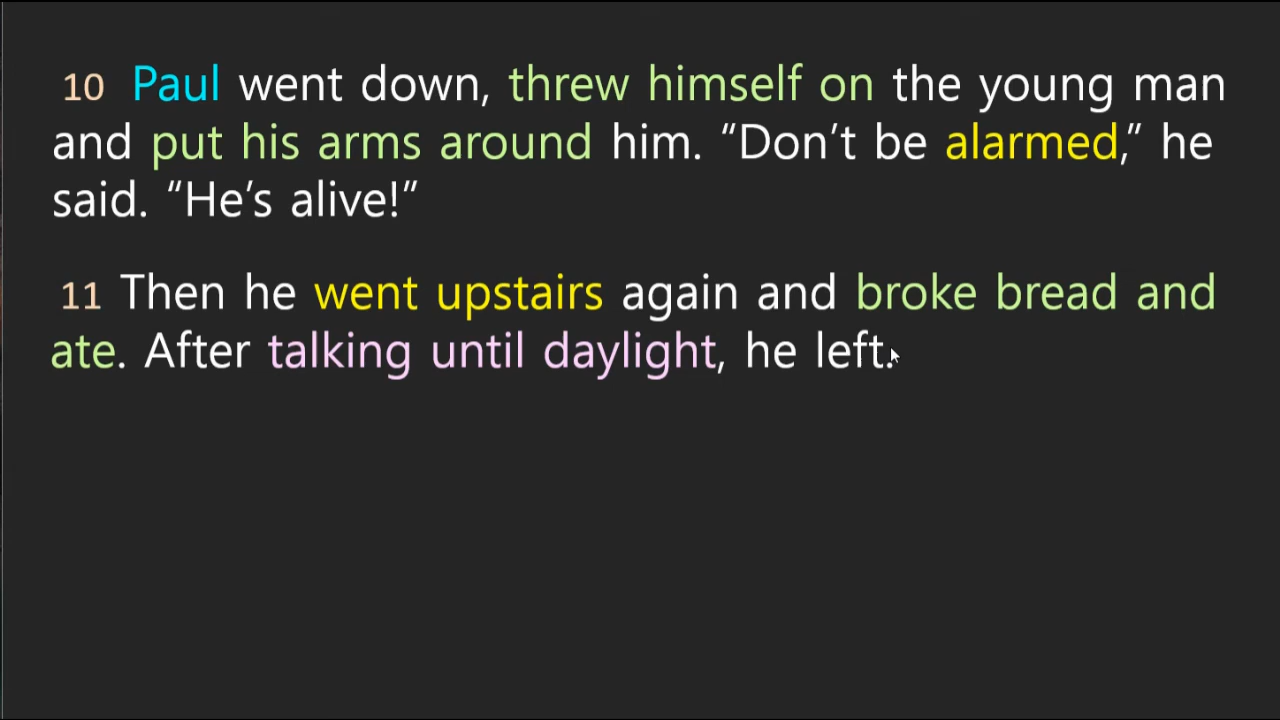 10 Paul went down, threw himself on the young man
and put his arms around him. “Don’t be alarmed,” he
said. “He’s alive!”
11 Then he went upstairs again and broke bread and
ate. After talking until daylight, he left.